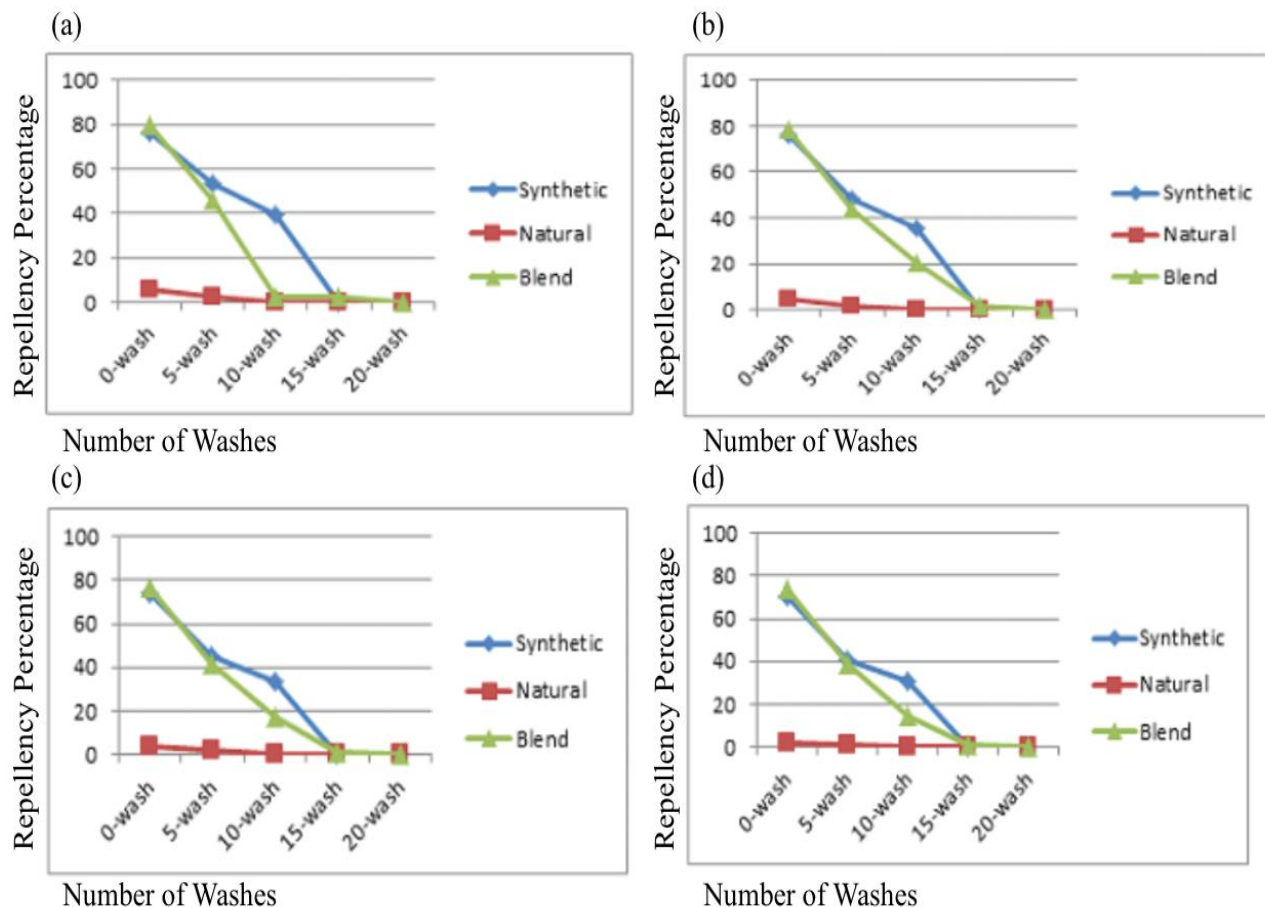 (a)
Repellency Percentage
100
80
60
40
20
0
0-wash
5-wash
10-wash
15-wash
20-wash
Synthetic
Natural
Blend
Number of Washes
(b)
Repellency Percentage
100
80
60
40
20
0
0-wash
5-wash
10-wash
15-wash
20-wash
Synthetic
Natural
Blend
Number of Washes
(c)
Repellency Percentage
100
80
60
40
20
0
0-wash
5-wash
10-wash
15-wash
20-wash
Synthetic
Natural
Blend
Number of Washes
(d)
Repellency Percentage
100
80
60
40
20
0
0-wash
5-wash
10-wash
15-wash
20-wash
Synthetic
Natural
Blend
Number of Washes